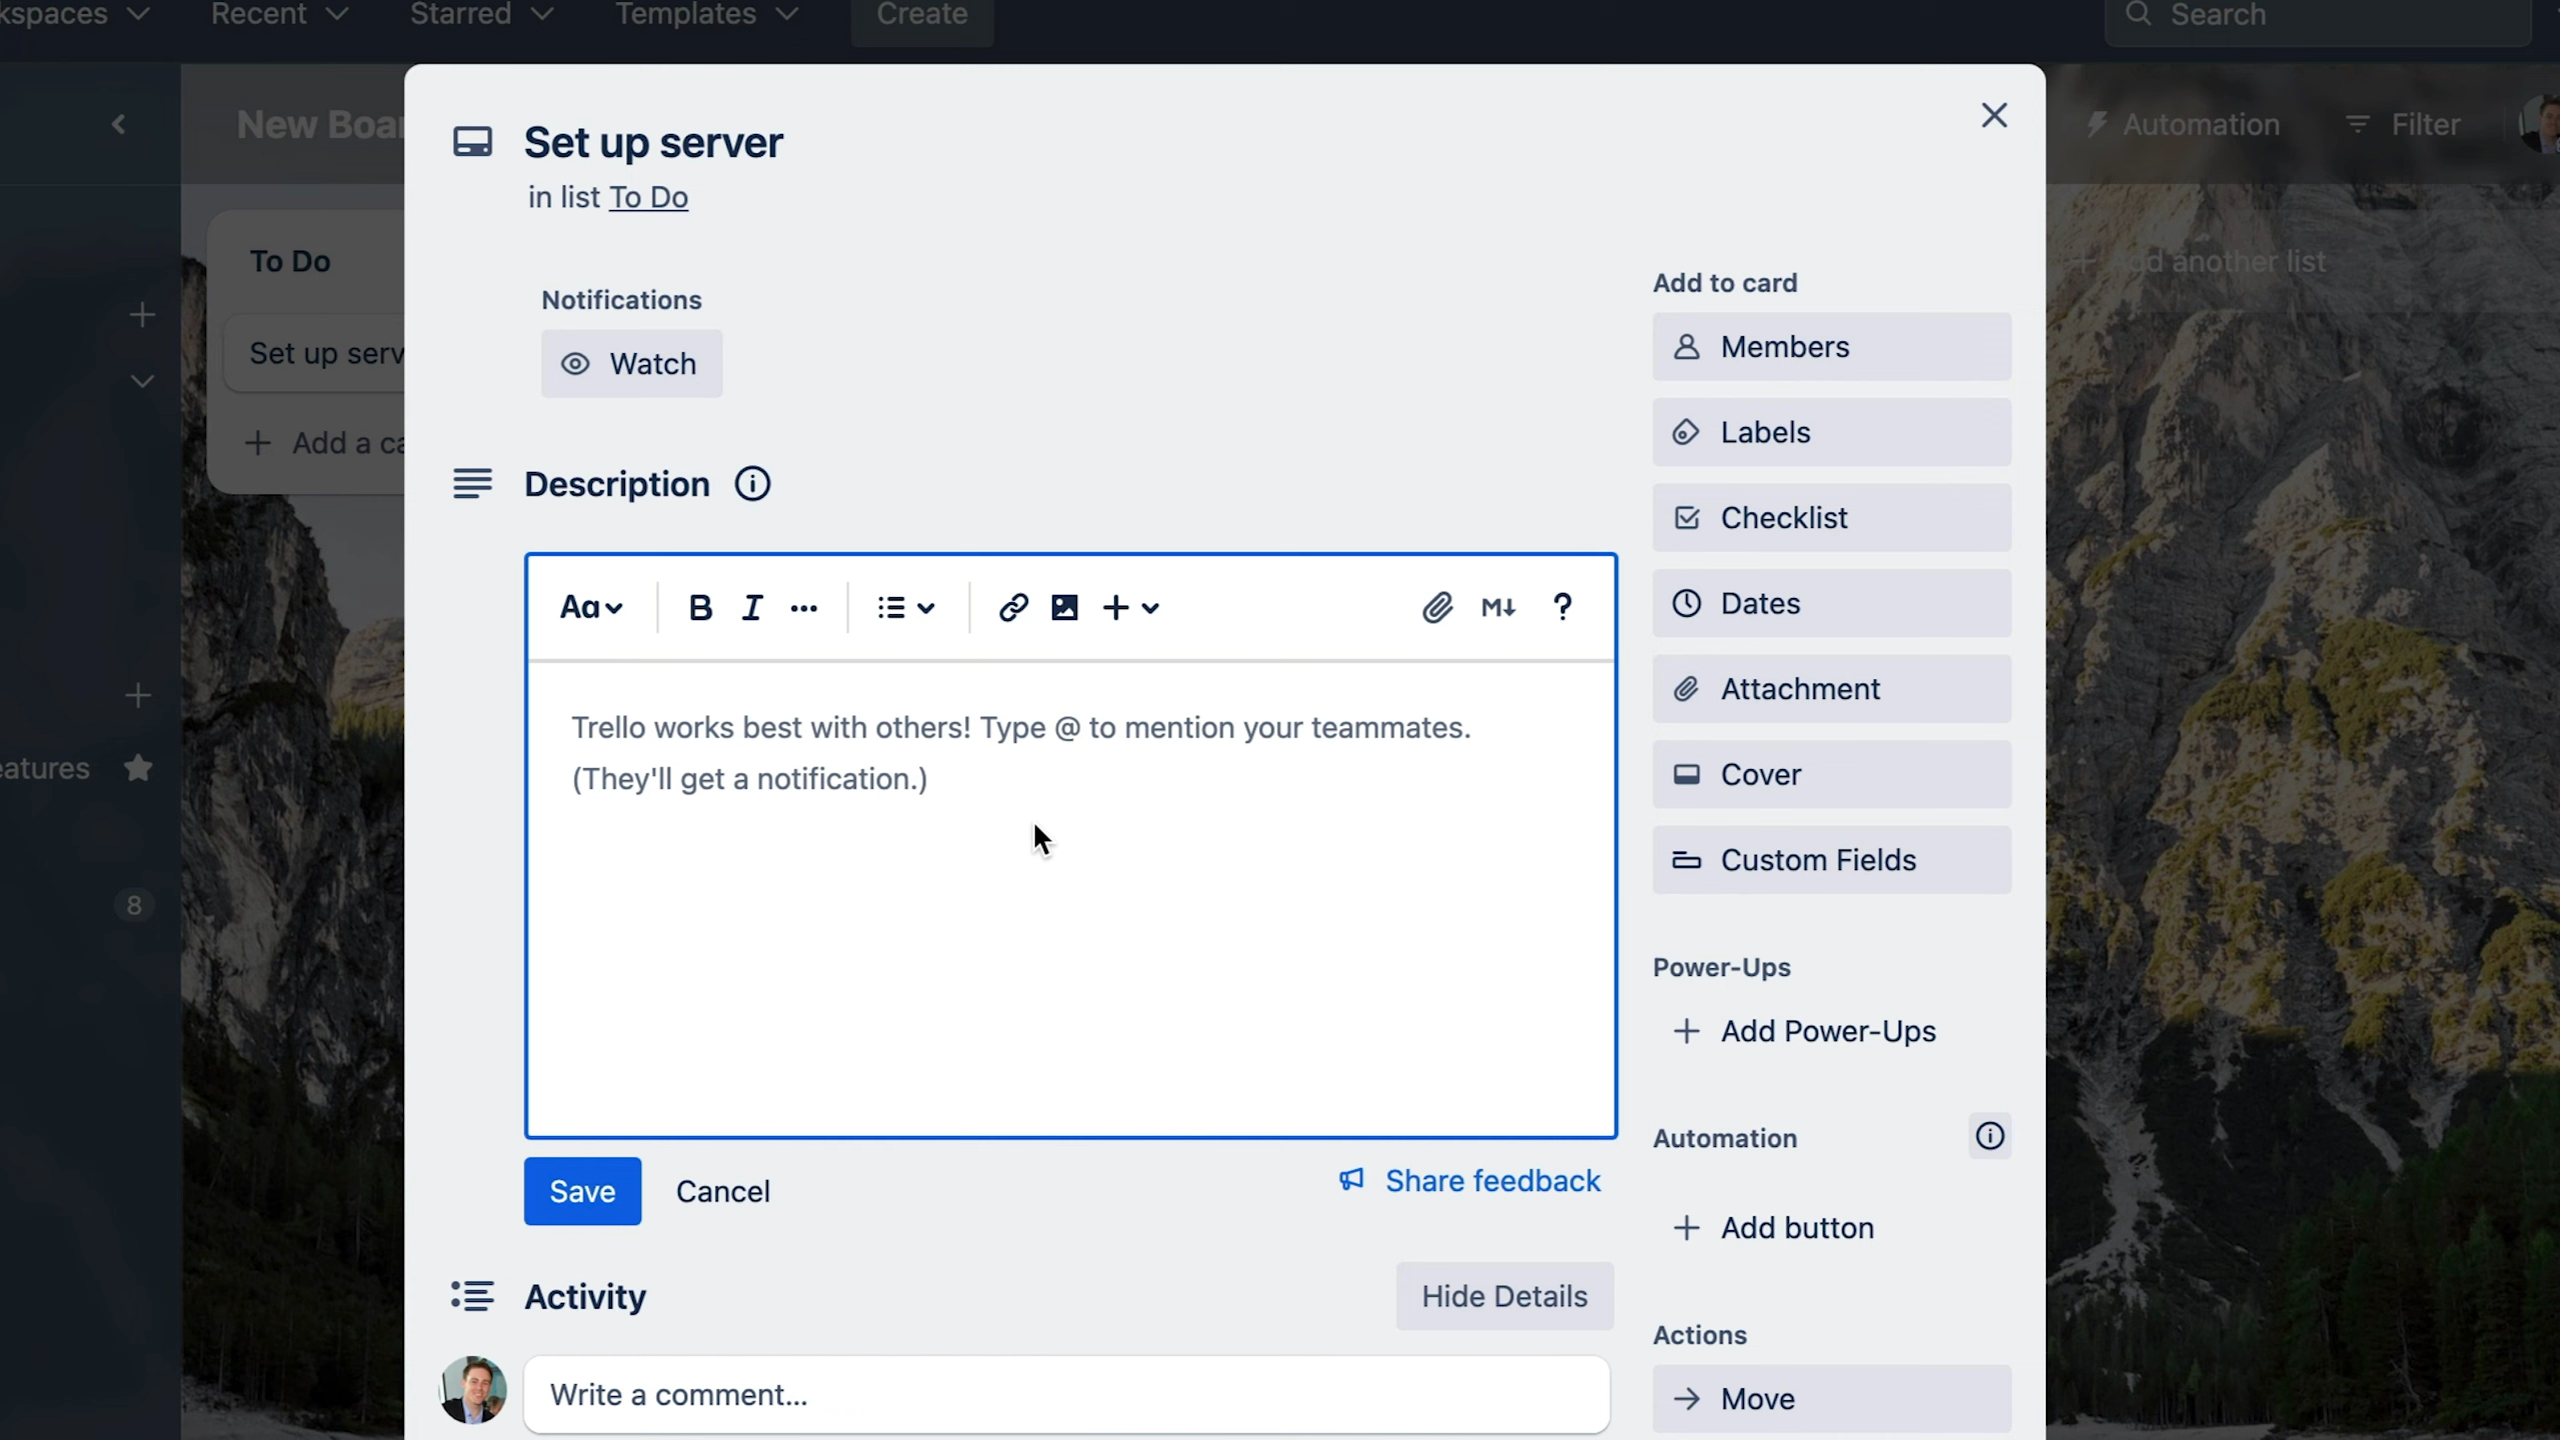 kspaces
Recent
Starred
Templates
Create
Search
New Boar
Automation
Filter
To Do
Set up serv
+ Add a ca
eatures
8
Set up server
in list To Do
Notifications
Watch
Description
Aa
B I ...
M↓ ?
Trello works best with others! Type @ to mention your teammates.
(They'll get a notification.)
Save
Cancel
Share feedback
Activity
Hide Details
Write a comment...
Add to card
Members
Labels
Checklist
Dates
Attachment
Cover
Custom Fields
Power-Ups
+ Add Power-Ups
Automation
+ Add button
Actions
→ Move
+ Add another list